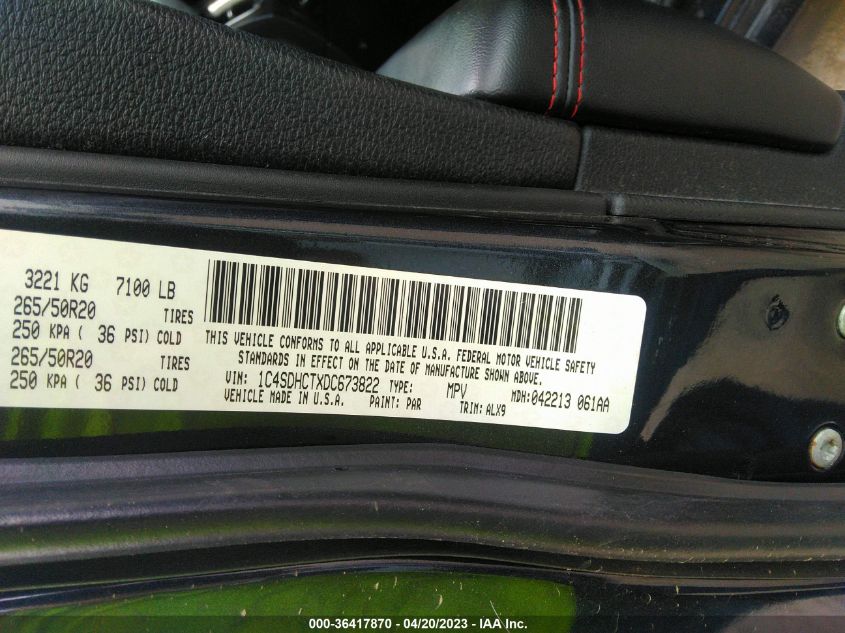 3221 KG 7100 LB
265/50R20 TIRES
250 KPA ( 36 PSI) COLD
265/50R20 TIRES
250 KPA ( 36 PSI) COLD
THIS VEHICLE CONFORMS TO ALL APPLICABLE U.S.A. FEDERAL MOTOR VEHICLE SAFETY
STANDARDS IN EFFECT ON THE DATE OF MANUFACTURE SHOWN ABOVE.
VIN: 1C4SDHCTXDC673822 TYPE: MPV MDH:042213 061AA
VEHICLE MADE IN U.S.A. PAINT: PAR TRIM: ALX9
000-36417870 - 04/20/2023 - IAA Inc.